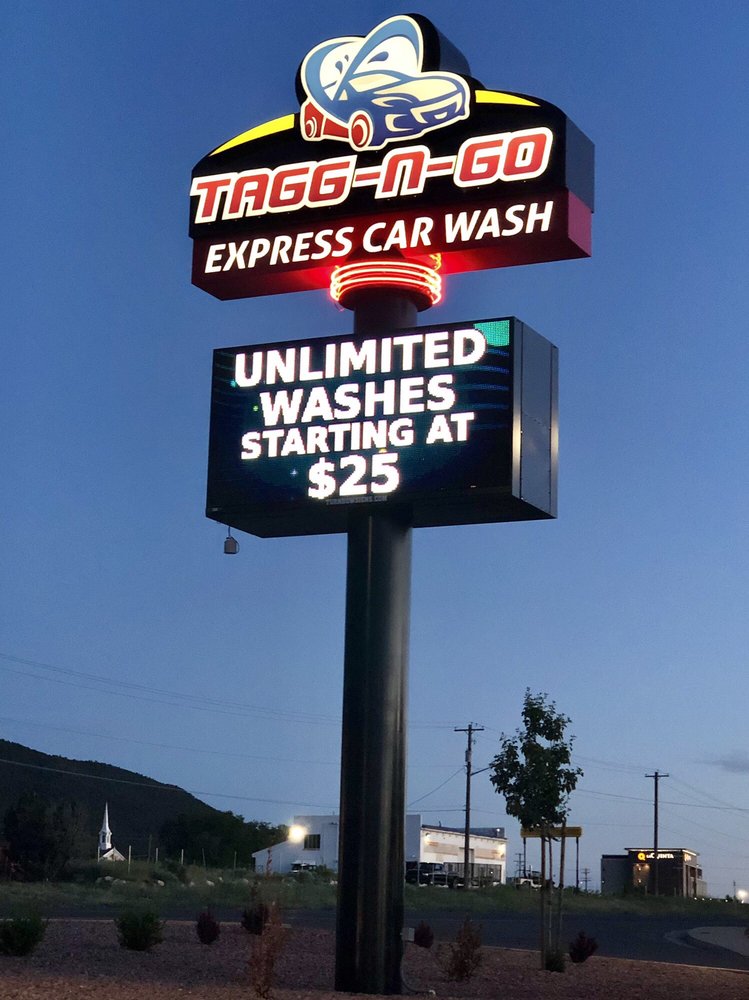 TAGG-N-GO
EXPRESS CAR WASH
UNLIMITED
WASHES
STARTING AT
$25